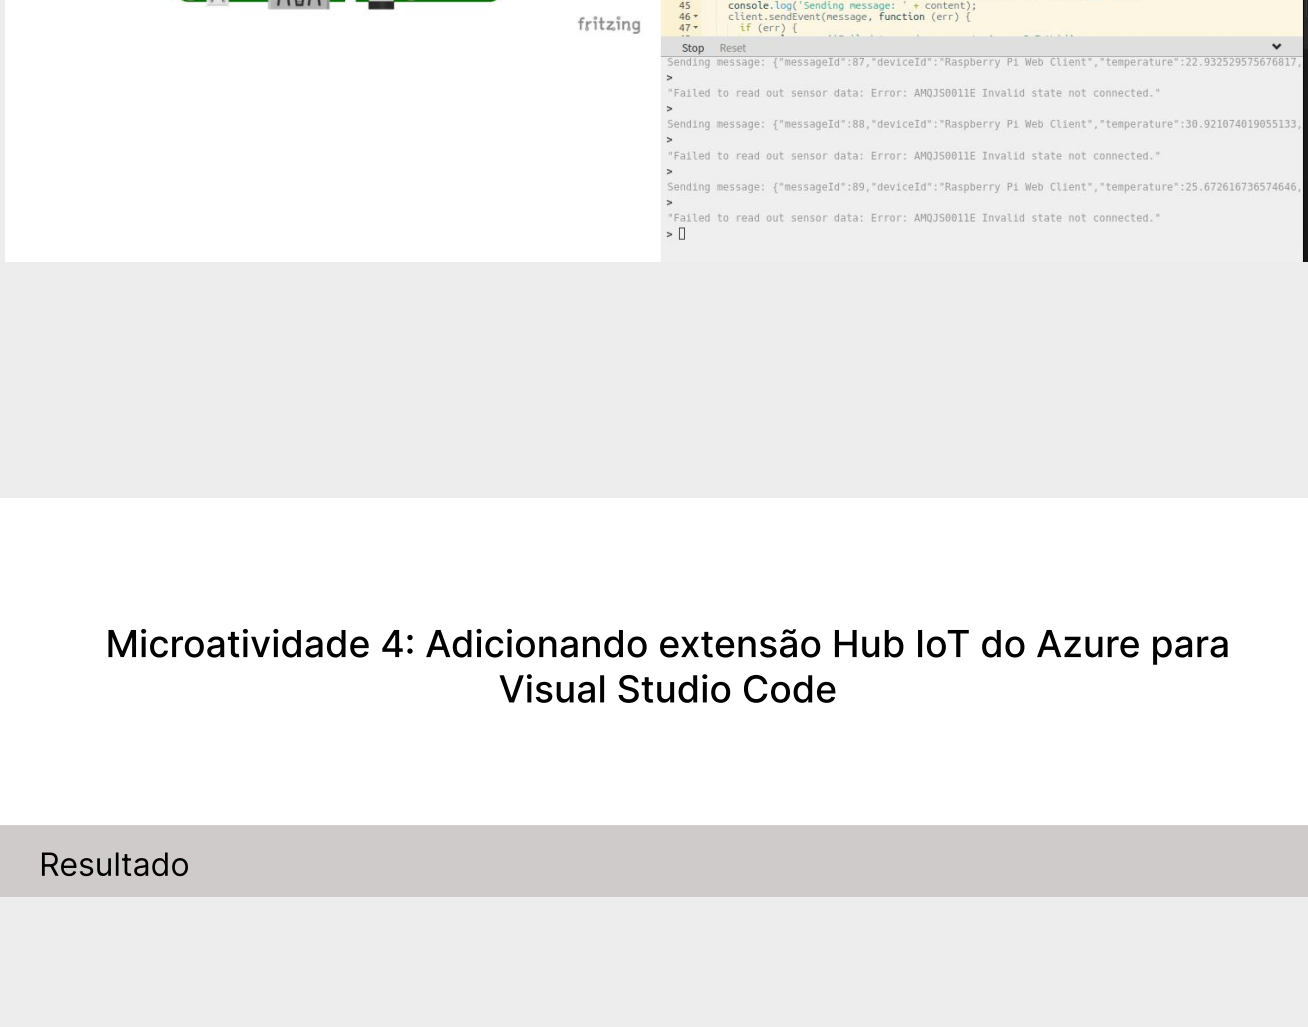 fritzing
45 console.log('Sending message: ' + content);
46 client.sendEvent(message, function (err) {
47 if (err) {
Stop Reset
Sending message: {"messageId":87,"deviceId":"Raspberry Pi Web Client","temperature":22.932529575676817,
>
"Failed to read out sensor data: Error: AMQJS0011E Invalid state not connected."
>
Sending message: {"messageId":88,"deviceId":"Raspberry Pi Web Client","temperature":30.921074019055133,
>
"Failed to read out sensor data: Error: AMQJS0011E Invalid state not connected."
>
Sending message: {"messageId":89,"deviceId":"Raspberry Pi Web Client","temperature":25.672616736574646,
>
"Failed to read out sensor data: Error: AMQJS0011E Invalid state not connected."
>
Microatividade 4: Adicionando extensão Hub IoT do Azure para
Visual Studio Code
Resultado